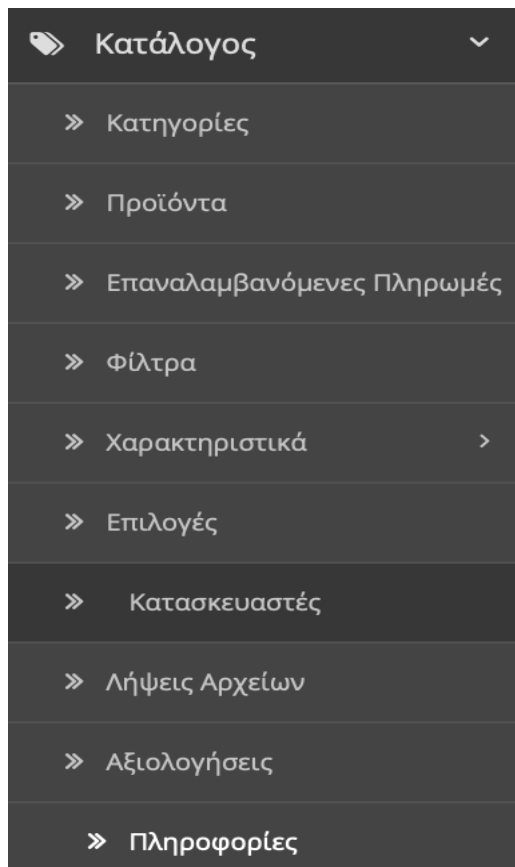 Κατάλογος
Κατηγορίες
Προϊόντα
Επαναλαμβανόμενες Πληρωμές
Φίλτρα
Χαρακτηριστικά
Επιλογές
Κατασκευαστές
Λήψεις Αρχείων
Αξιολογήσεις
Πληροφορίες